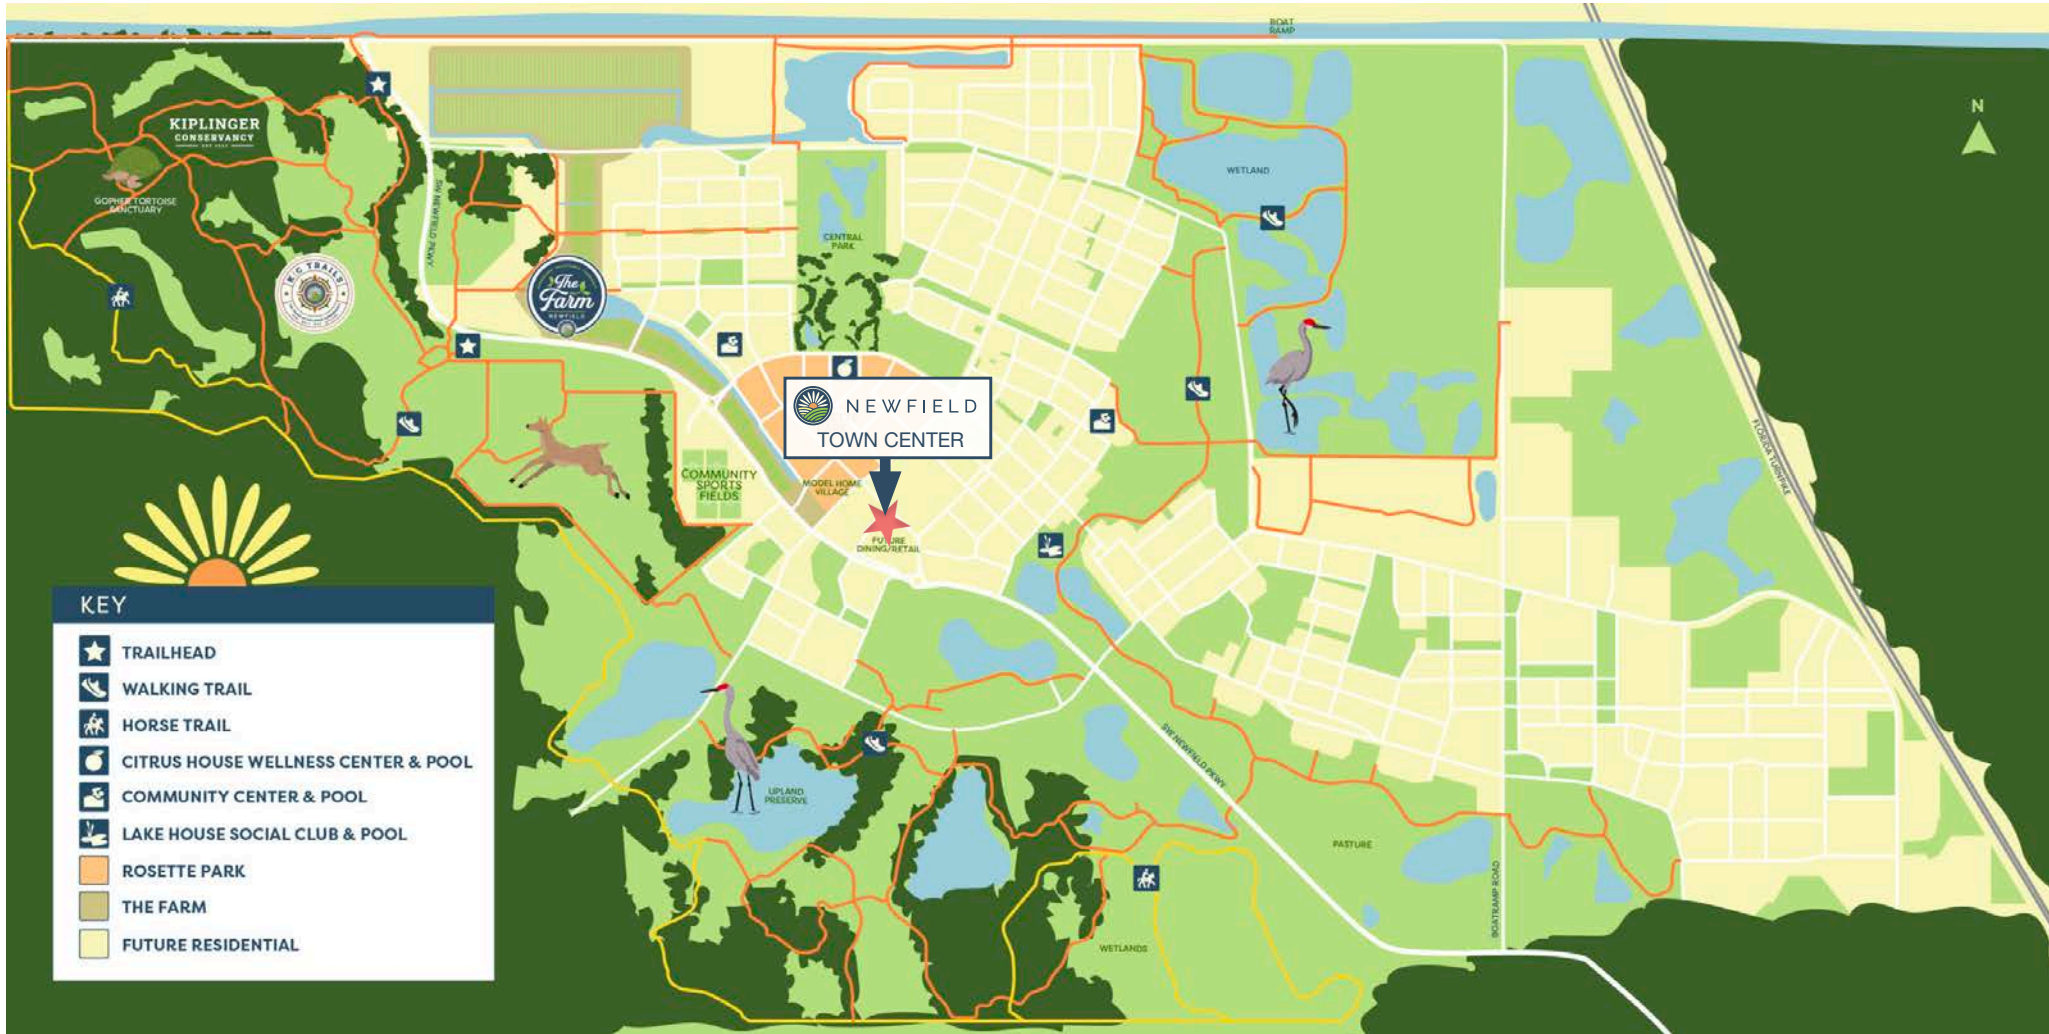 BOAT
RAMP
N
KIPLINGER
CONSERVANCY
GOPHER TORTOISE
SANCTUARY
SW NEWFIELD PKWY
K.C. TRAILS
The
Farm
NEWFIELD
CENTRAL
PARK
WETLAND
NEWFIELD
TOWN CENTER
COMMUNITY
SPORTS
FIELDS
MODEL HOME
VILLAGE
FUTURE
DINING/RETAIL
FLORIDA TURNPIKE
SW NEWFIELD PKWY
UPLAND
PRESERVE
PASTURE
BOATRAMP ROAD
WETLANDS
KEY
TRAILHEAD
WALKING TRAIL
HORSE TRAIL
CITRUS HOUSE WELLNESS CENTER & POOL
COMMUNITY CENTER & POOL
LAKE HOUSE SOCIAL CLUB & POOL
ROSETTE PARK
THE FARM
FUTURE RESIDENTIAL